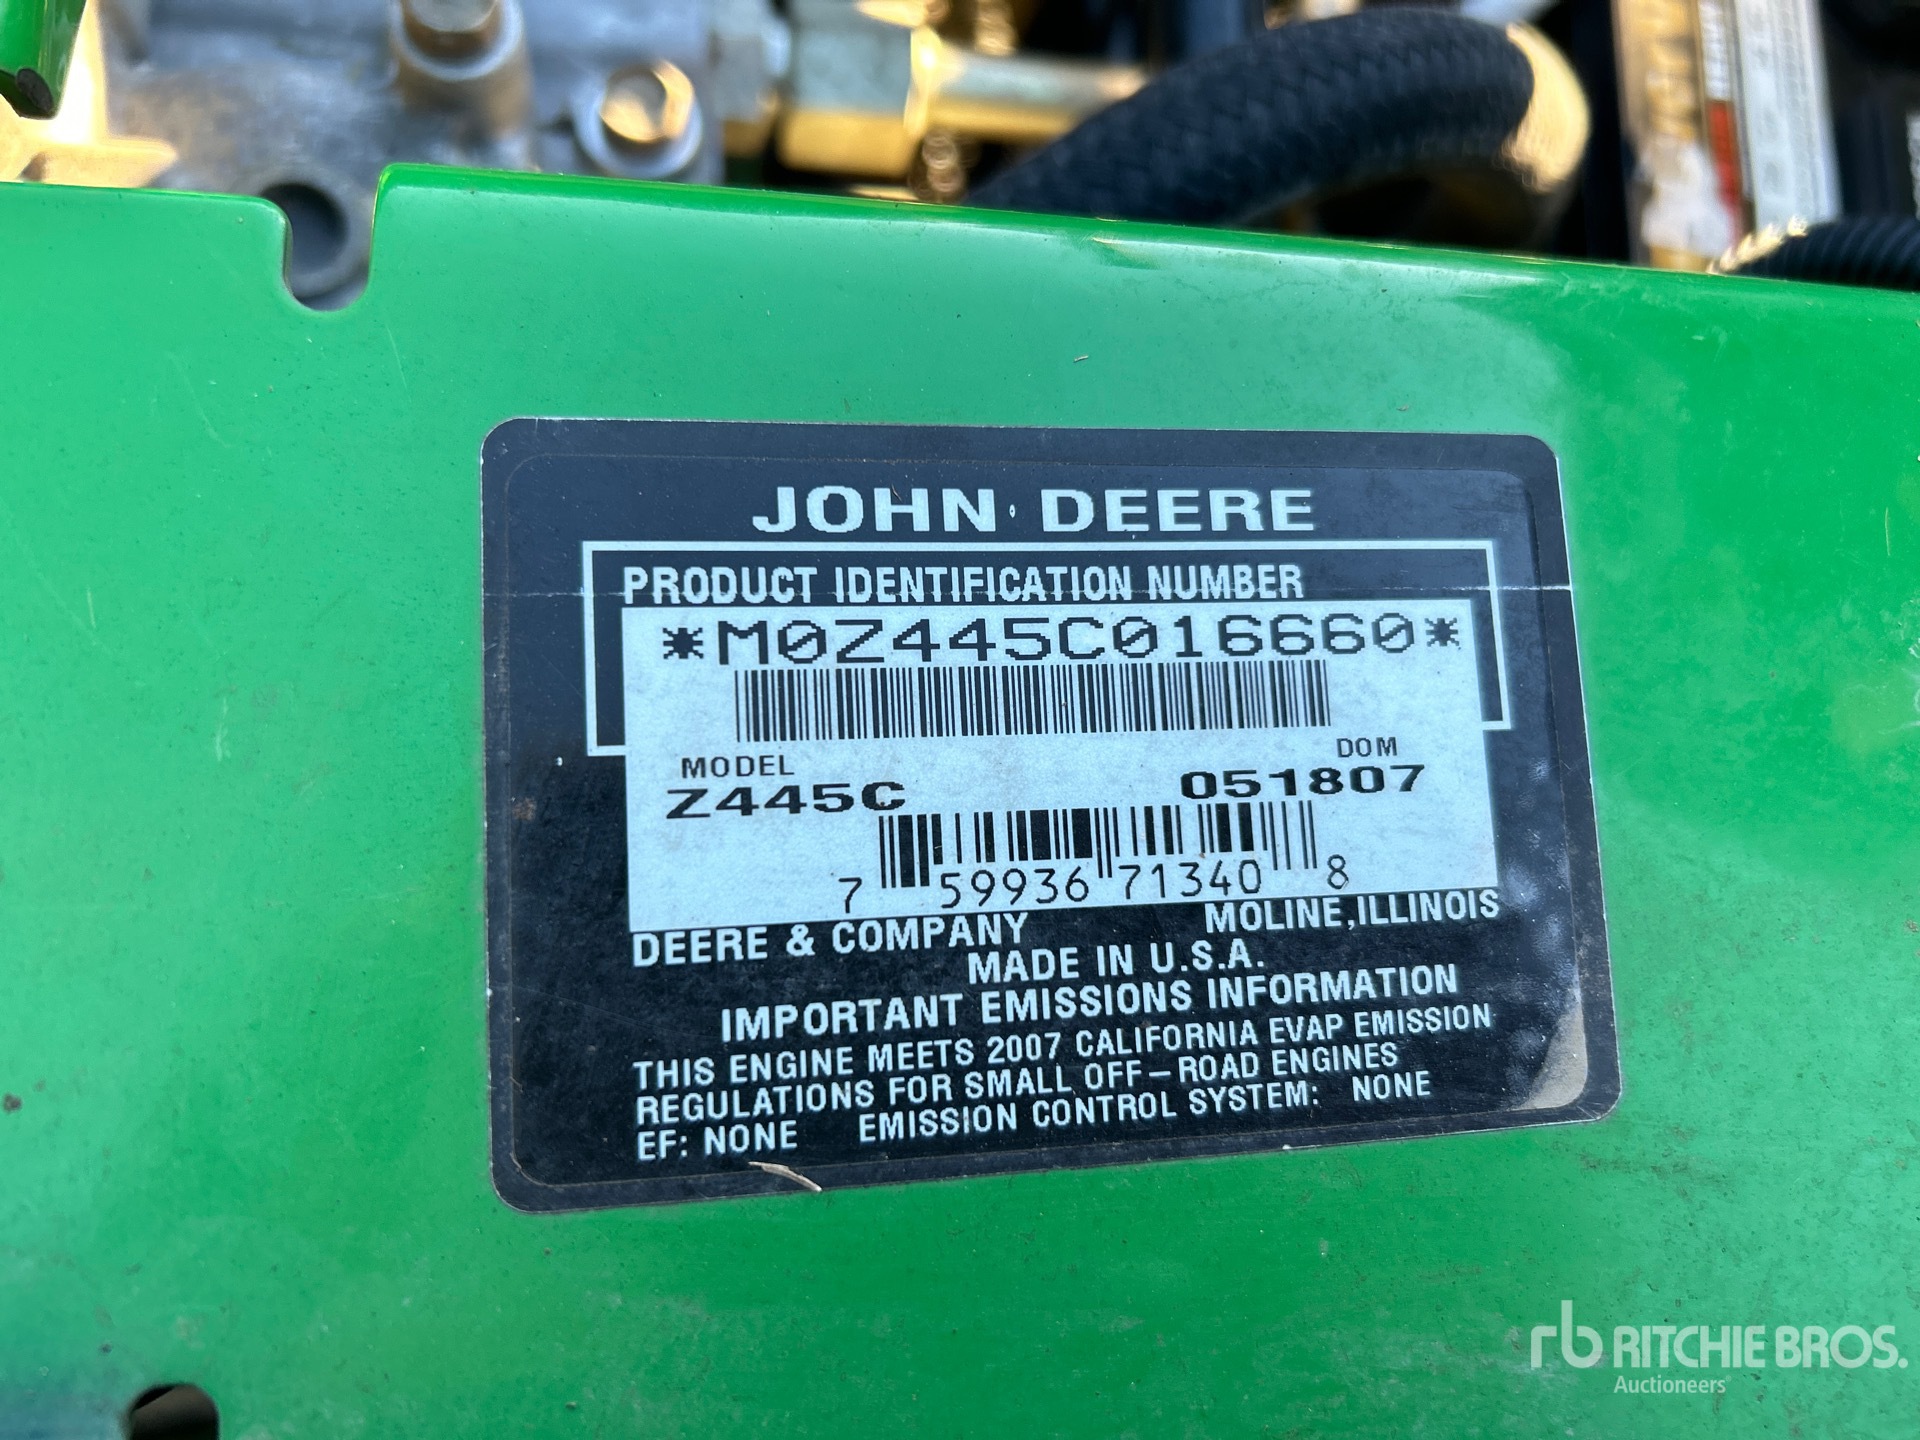 JOHN DEERE
PRODUCT IDENTIFICATION NUMBER
*M0Z445C016660*
MODEL DOM
Z445C 051807
7 59936 71340 8
DEERE & COMPANY MOLINE, ILLINOIS
MADE IN U.S.A.
IMPORTANT EMISSIONS INFORMATION
THIS ENGINE MEETS 2007 CALIFORNIA EVAP EMISSION
REGULATIONS FOR SMALL OFF-ROAD ENGINES
EF: NONE EMISSION CONTROL SYSTEM: NONE
rb RITCHIE BROS.
Auctioneers